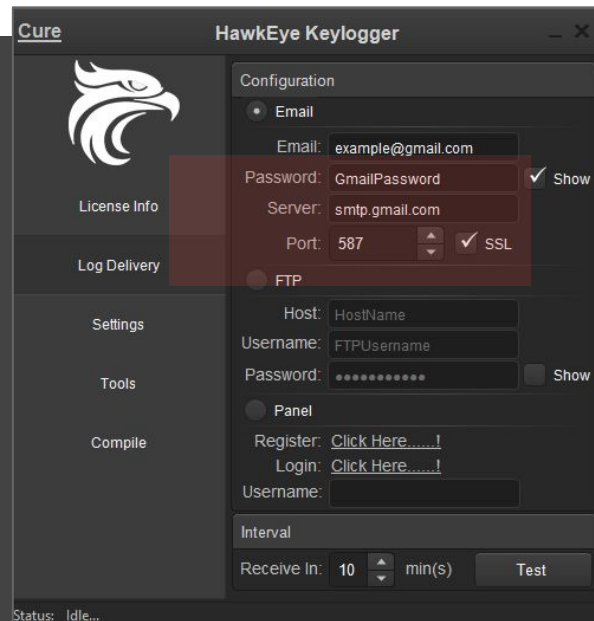 Cure HawkEye Keylogger
Configuration
Email
Email: example@gmail.com
Password: GmailPassword Show
License Info
Server: smtp.gmail.com
Port: 587 SSL
Log Delivery
FTP
Host: HostName
Settings
Username: FTPUsername
Password: ●●●●●●●●●●● Show
Tools
Panel
Compile
Register: Click Here......!
Login: Click Here......!
Username:
Interval
Receive In: 10 min(s) Test
Status: Idle...